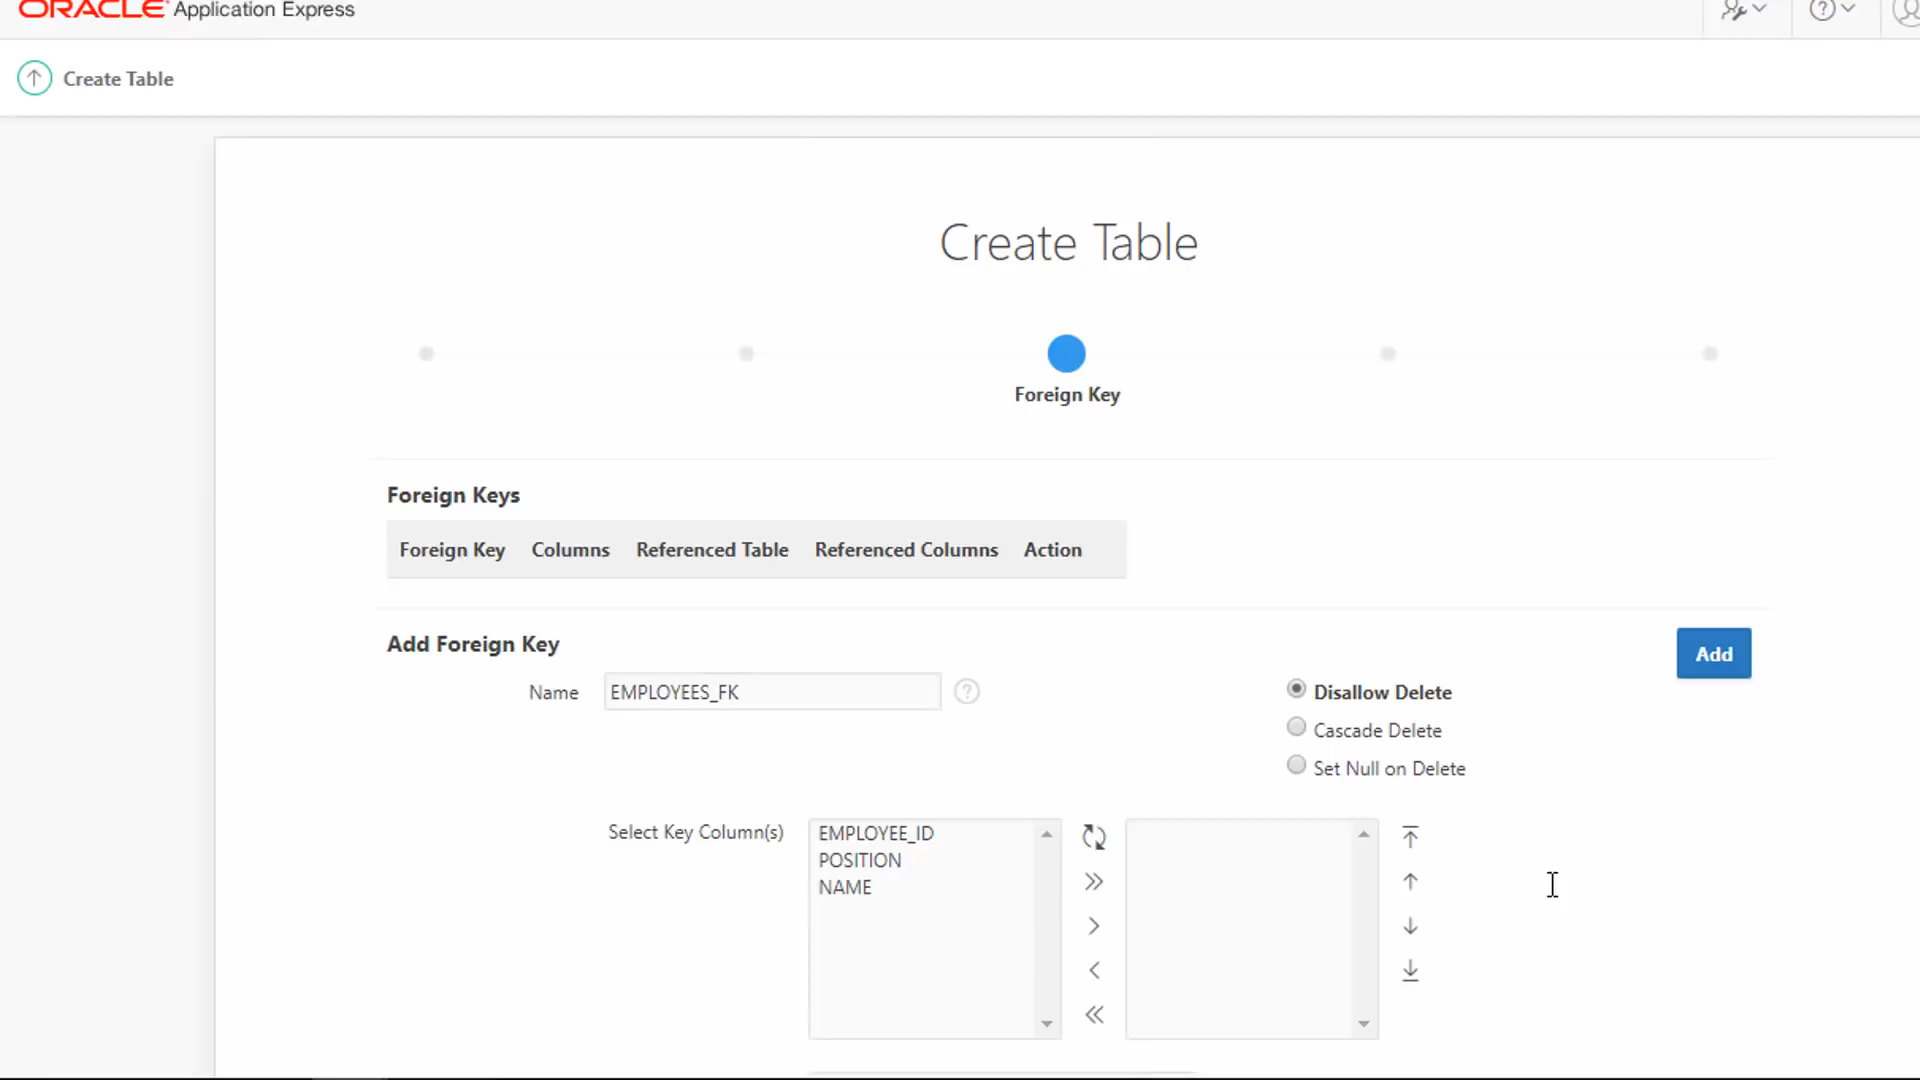 ORACLE Application Express
Create Table
Create Table
Foreign Key
Foreign Keys
Foreign Key Columns Referenced Table Referenced Columns Action
Add Foreign Key
Add
Name EMPLOYEES_FK
Disallow Delete
Cascade Delete
Set Null on Delete
Select Key Column(s)
EMPLOYEE_ID
POSITION
NAME